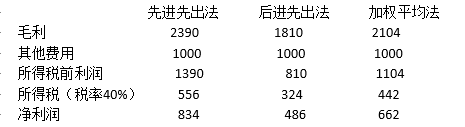 先进先出法 后进先出法 加权平均法
毛利 2390 1810 2104
其他费用 1000 1000 1000
所得税前利润 1390 810 1104
所得税（税率40%） 556 324 442
净利润 834 486 662